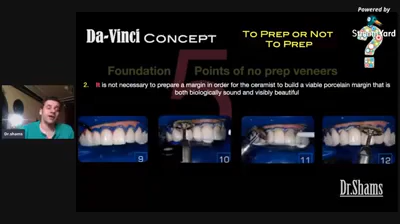 Powered by
StreamYard
Da-Vinci CONCEPT
TO PREP OR NOT
TO PREP
?
5
Foundation Points of no prep veneers
2. It is not necessary to prepare a margin in order for the ceramist to build a viable porcelain margin that is
both biologically sound and visibly beautiful
Dr.shams
9 10 11 12
Dr.Shams